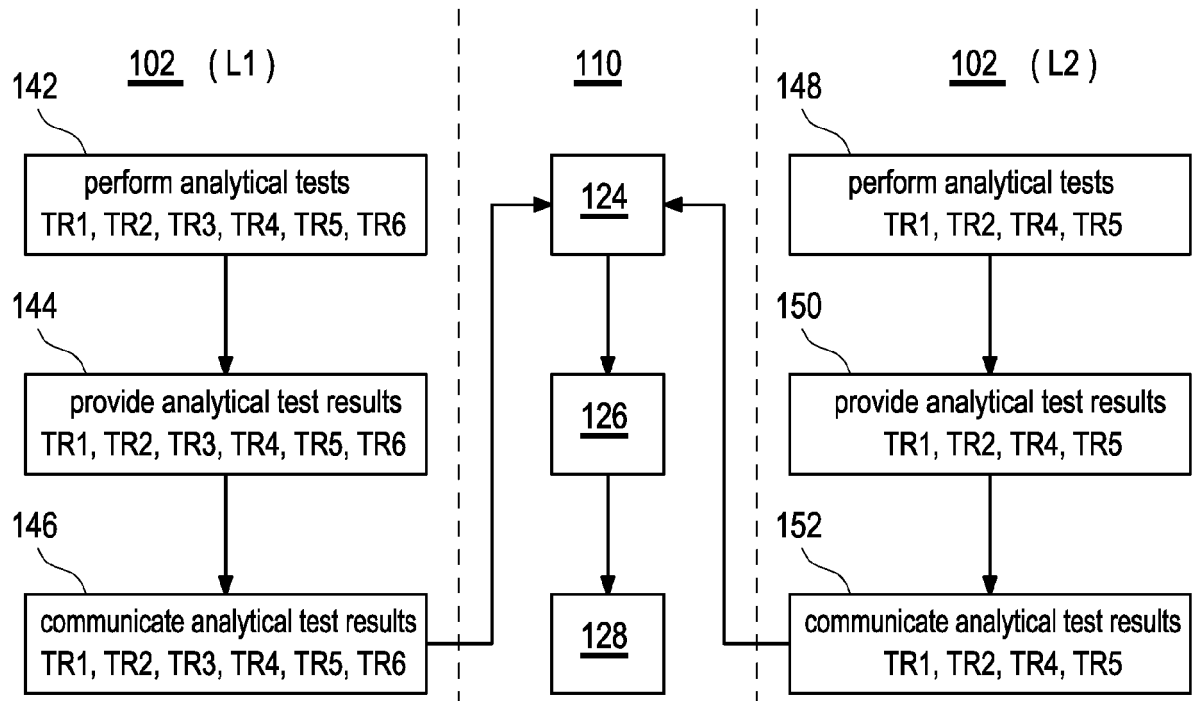 102 ( L1 )
142
perform analytical tests
TR1, TR2, TR3, TR4, TR5, TR6
144
provide analytical test results
TR1, TR2, TR3, TR4, TR5, TR6
146
communicate analytical test results
TR1, TR2, TR3, TR4, TR5, TR6
110
124
126
128
102 ( L2 )
148
perform analytical tests
TR1, TR2, TR4, TR5
150
provide analytical test results
TR1, TR2, TR4, TR5
152
communicate analytical test results
TR1, TR2, TR4, TR5